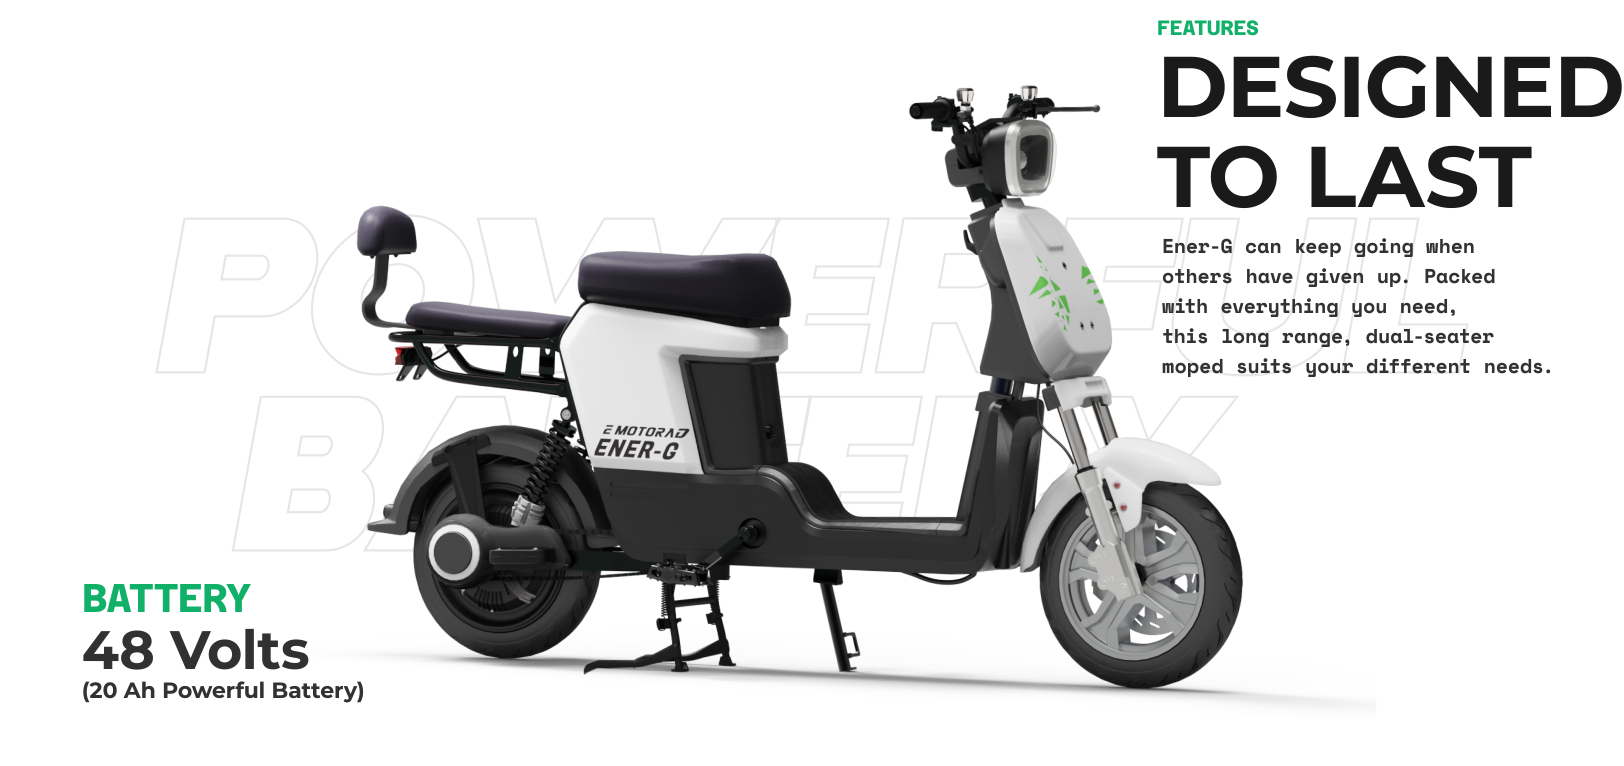 FEATURES
DESIGNED
TO LAST
Ener-G can keep going when
others have given up. Packed
with everything you need,
this long range, dual-seater
moped suits your different needs.
POWERFUL
BATTERY
E MOTORAD
ENER-G
BATTERY
48 Volts
(20 Ah Powerful Battery)